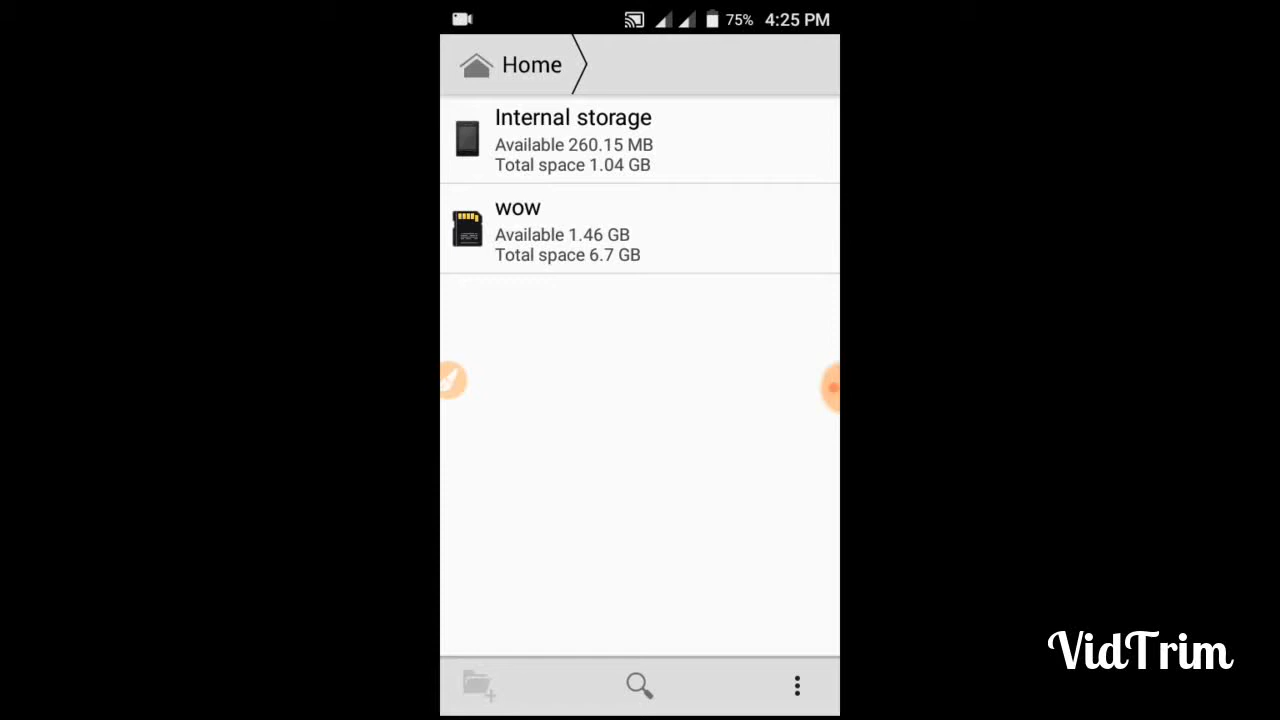 75% 4:25 PM
Home
Internal storage
Available 260.15 MB
Total space 1.04 GB
wow
Available 1.46 GB
Total space 6.7 GB
VidTrim